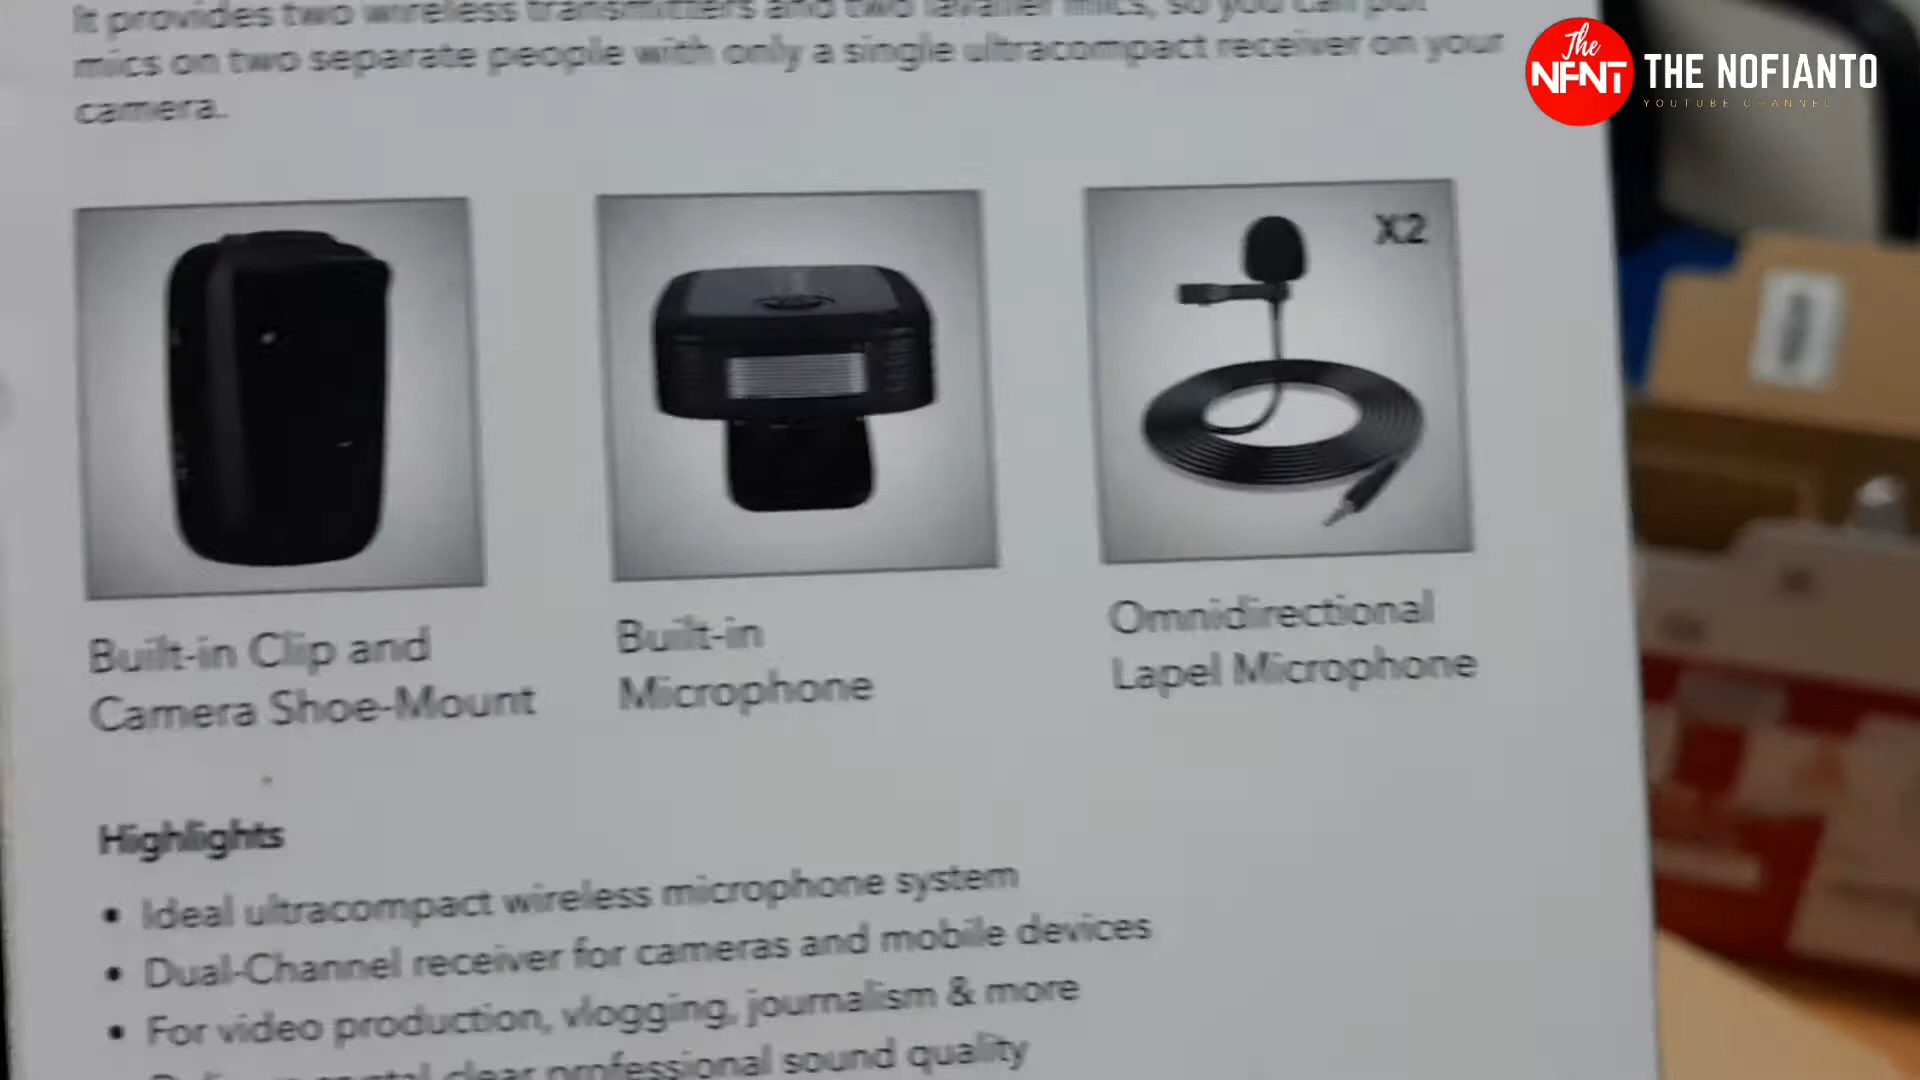 It provides two wireless transmitters and two lavalier mics, so you can put
mics on two separate people with only a single ultracompact receiver on your
camera.
The
NFNT
THE NOFIANTO
YOUTUBE CHANNEL
X2
Built-in Clip and
Camera Shoe-Mount
Built-in
Microphone
Omnidirectional
Lapel Microphone
Highlights
• Ideal ultracompact wireless microphone system
• Dual-Channel receiver for cameras and mobile devices
• For video production, vlogging, journalism & more
crystal clear professional sound quality